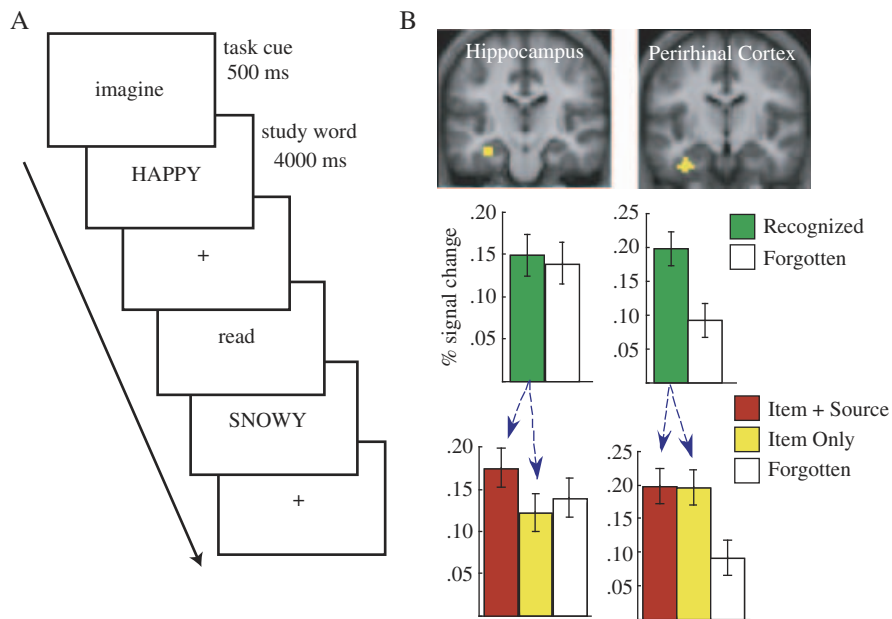 A
imagine
task cue
500 ms
HAPPY
study word
4000 ms
+
read
SNOWY
+
B
Hippocampus
Perirhinal Cortex
% signal change
.20
.15
.10
.05
.25
.20
.15
.10
.05
Recognized
Forgotten
.20
.15
.10
.05
.25
.20
.15
.10
.05
Item + Source
Item Only
Forgotten